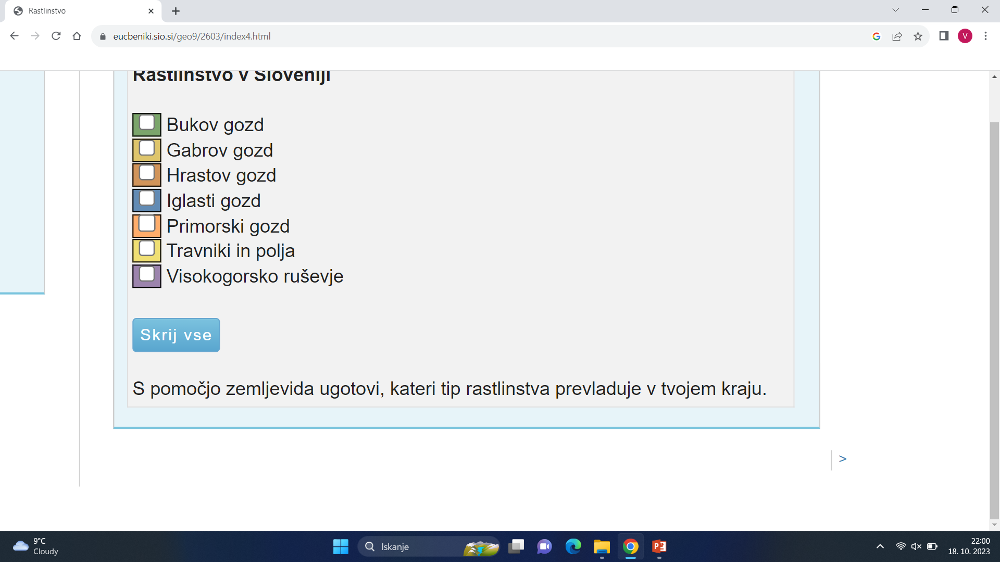 Rastlinstvo
eucbeniki.sio.si/geo9/2603/index4.html
V
Rastlinstvo v Sloveniji
Bukov gozd
Gabrov gozd
Hrastov gozd
Iglasti gozd
Primorski gozd
Travniki in polja
Visokogorsko ruševje
Skrij vse
S pomočjo zemljevida ugotovi, kateri tip rastlinstva prevladuje v tvojem kraju.
>
9°C
Cloudy
Iskanje
22:00
18. 10. 2023